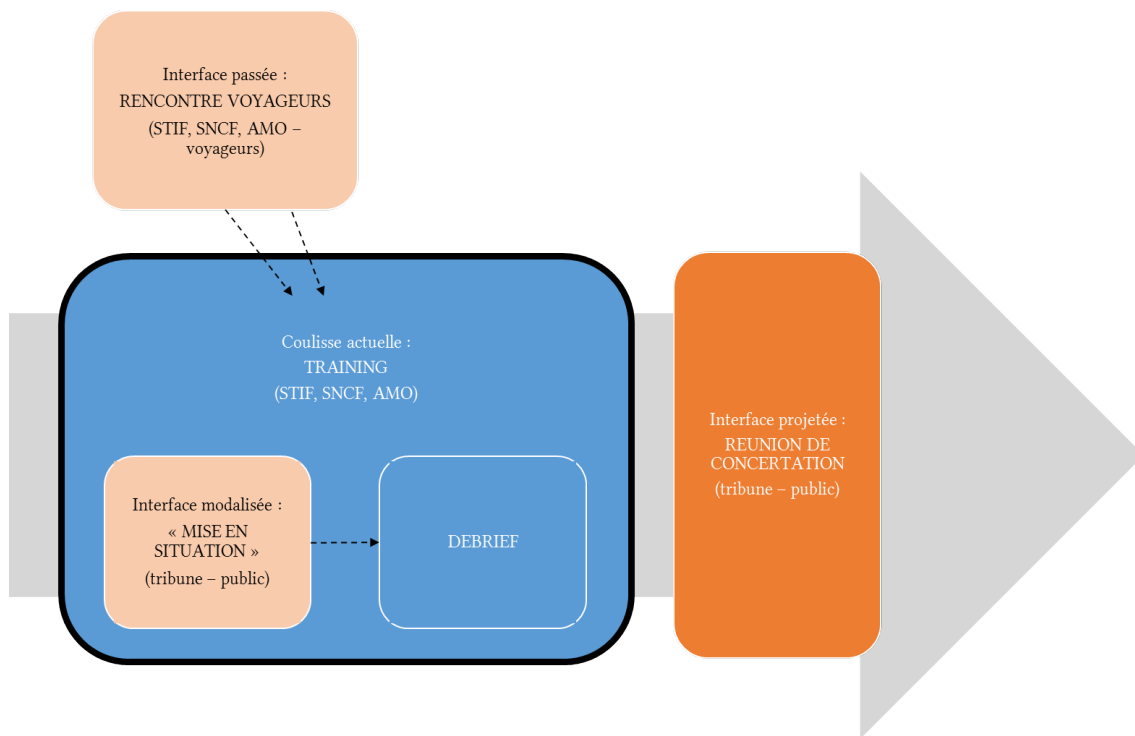 Interface passée :
RENCONTRE VOYAGEURS
(STIF, SNCF, AMO –
voyageurs)
Coulisse actuelle :
TRAINING
(STIF, SNCF, AMO)
Interface modalisée :
« MISE EN
SITUATION »
(tribune – public)
DEBRIEF
Interface projetée :
REUNION DE
CONCERTATION
(tribune – public)